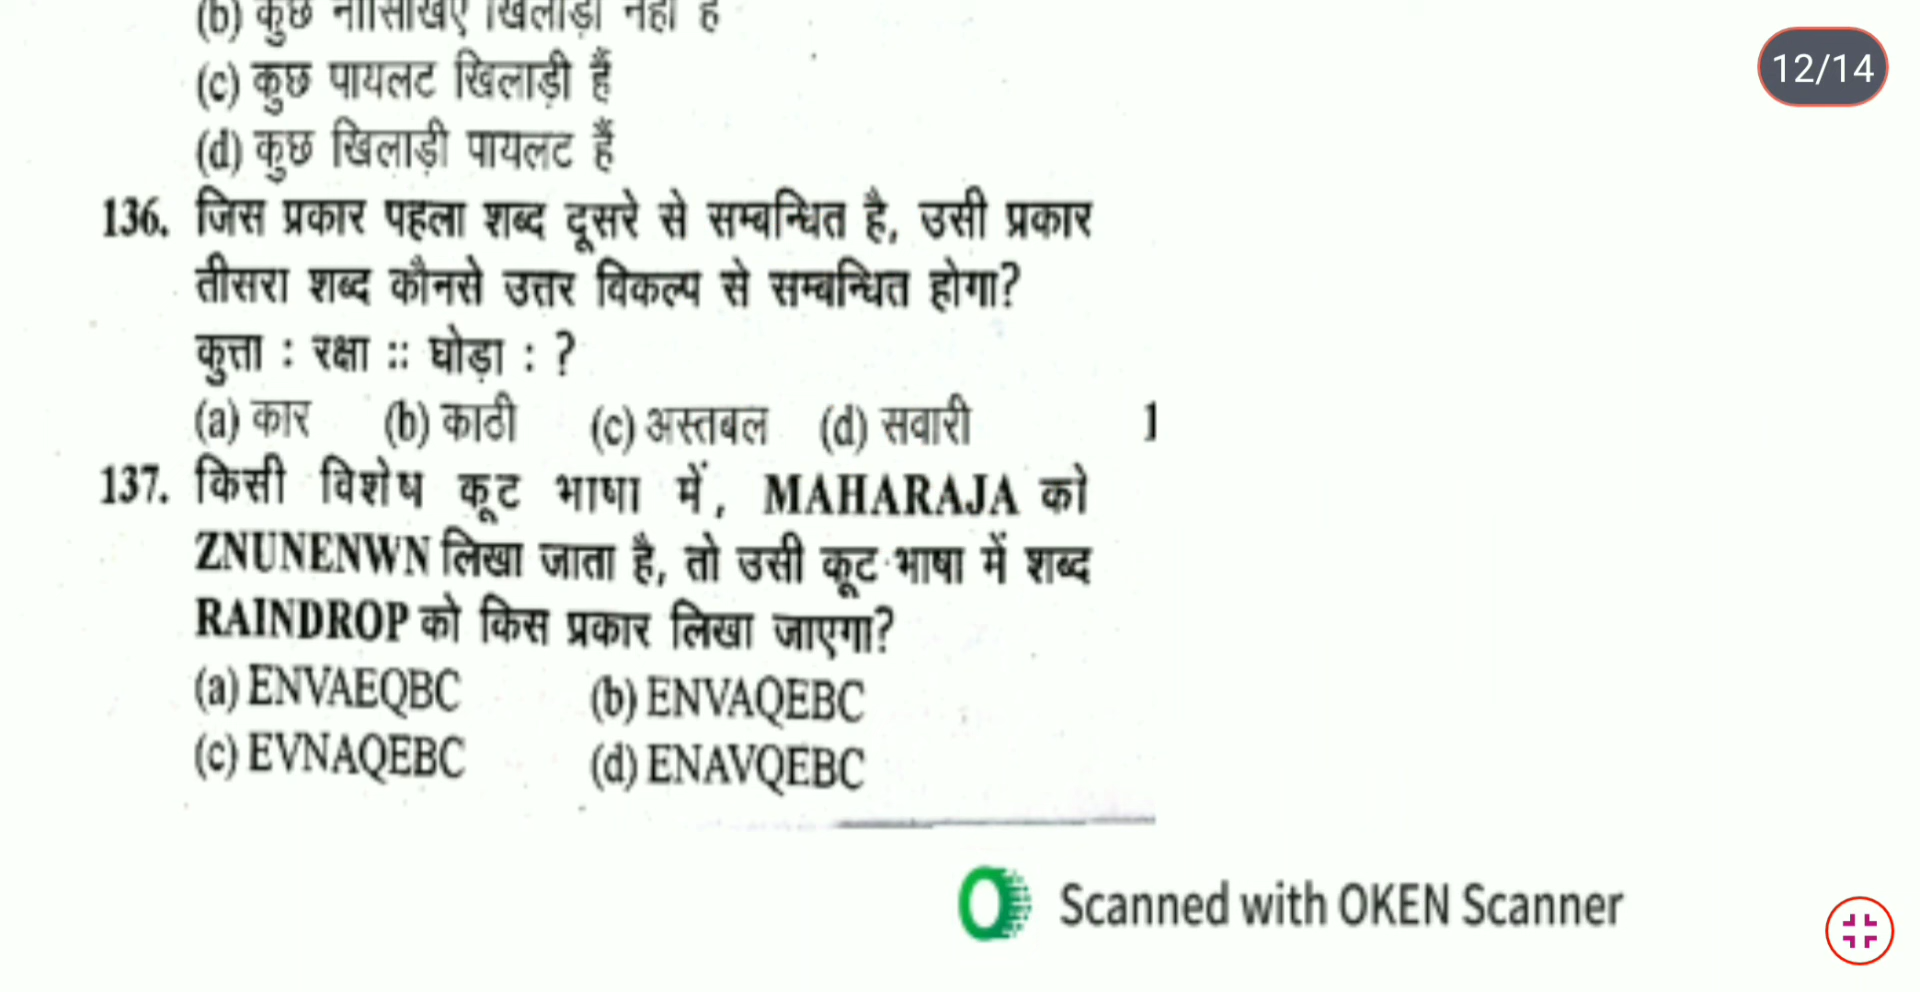 (b) कुछ नौसिखिए खिलाड़ी नहीं हैं
12/14
(c) कुछ पायलट खिलाड़ी हैं
(d) कुछ खिलाड़ी पायलट हैं
136. जिस प्रकार पहला शब्द दूसरे से सम्बन्धित है, उसी प्रकार
तीसरा शब्द कौनसे उत्तर विकल्प से सम्बन्धित होगा?
कुत्ता : रक्षा :: घोड़ा : ?
(a) कार (b) काठी (c) अस्तबल (d) सवारी
1
137. किसी विशेष कूट भाषा में, MAHARAJA को
ZNUNENWN लिखा जाता है, तो उसी कूट भाषा में शब्द
RAINDROP को किस प्रकार लिखा जाएगा?
(a) ENVAEQBC (b) ENVAQEBC
(c) EVNAQEBC (d) ENAVQEBC
Scanned with OKEN Scanner